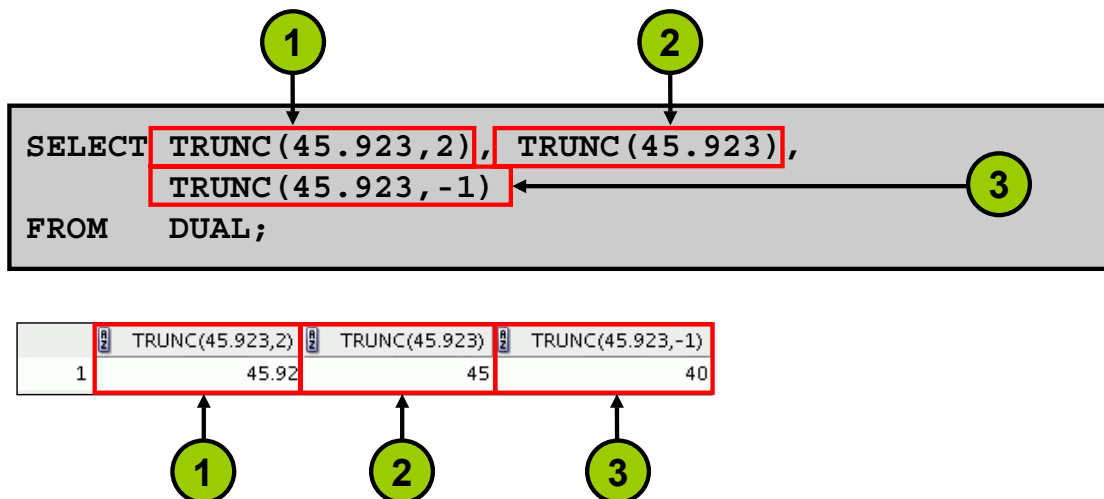 1 2
SELECT TRUNC(45.923,2), TRUNC(45.923),
TRUNC(45.923,-1) 3
FROM DUAL;
TRUNC(45.923,2) TRUNC(45.923) TRUNC(45.923,-1)
1 45.92 45 40
1 2 3